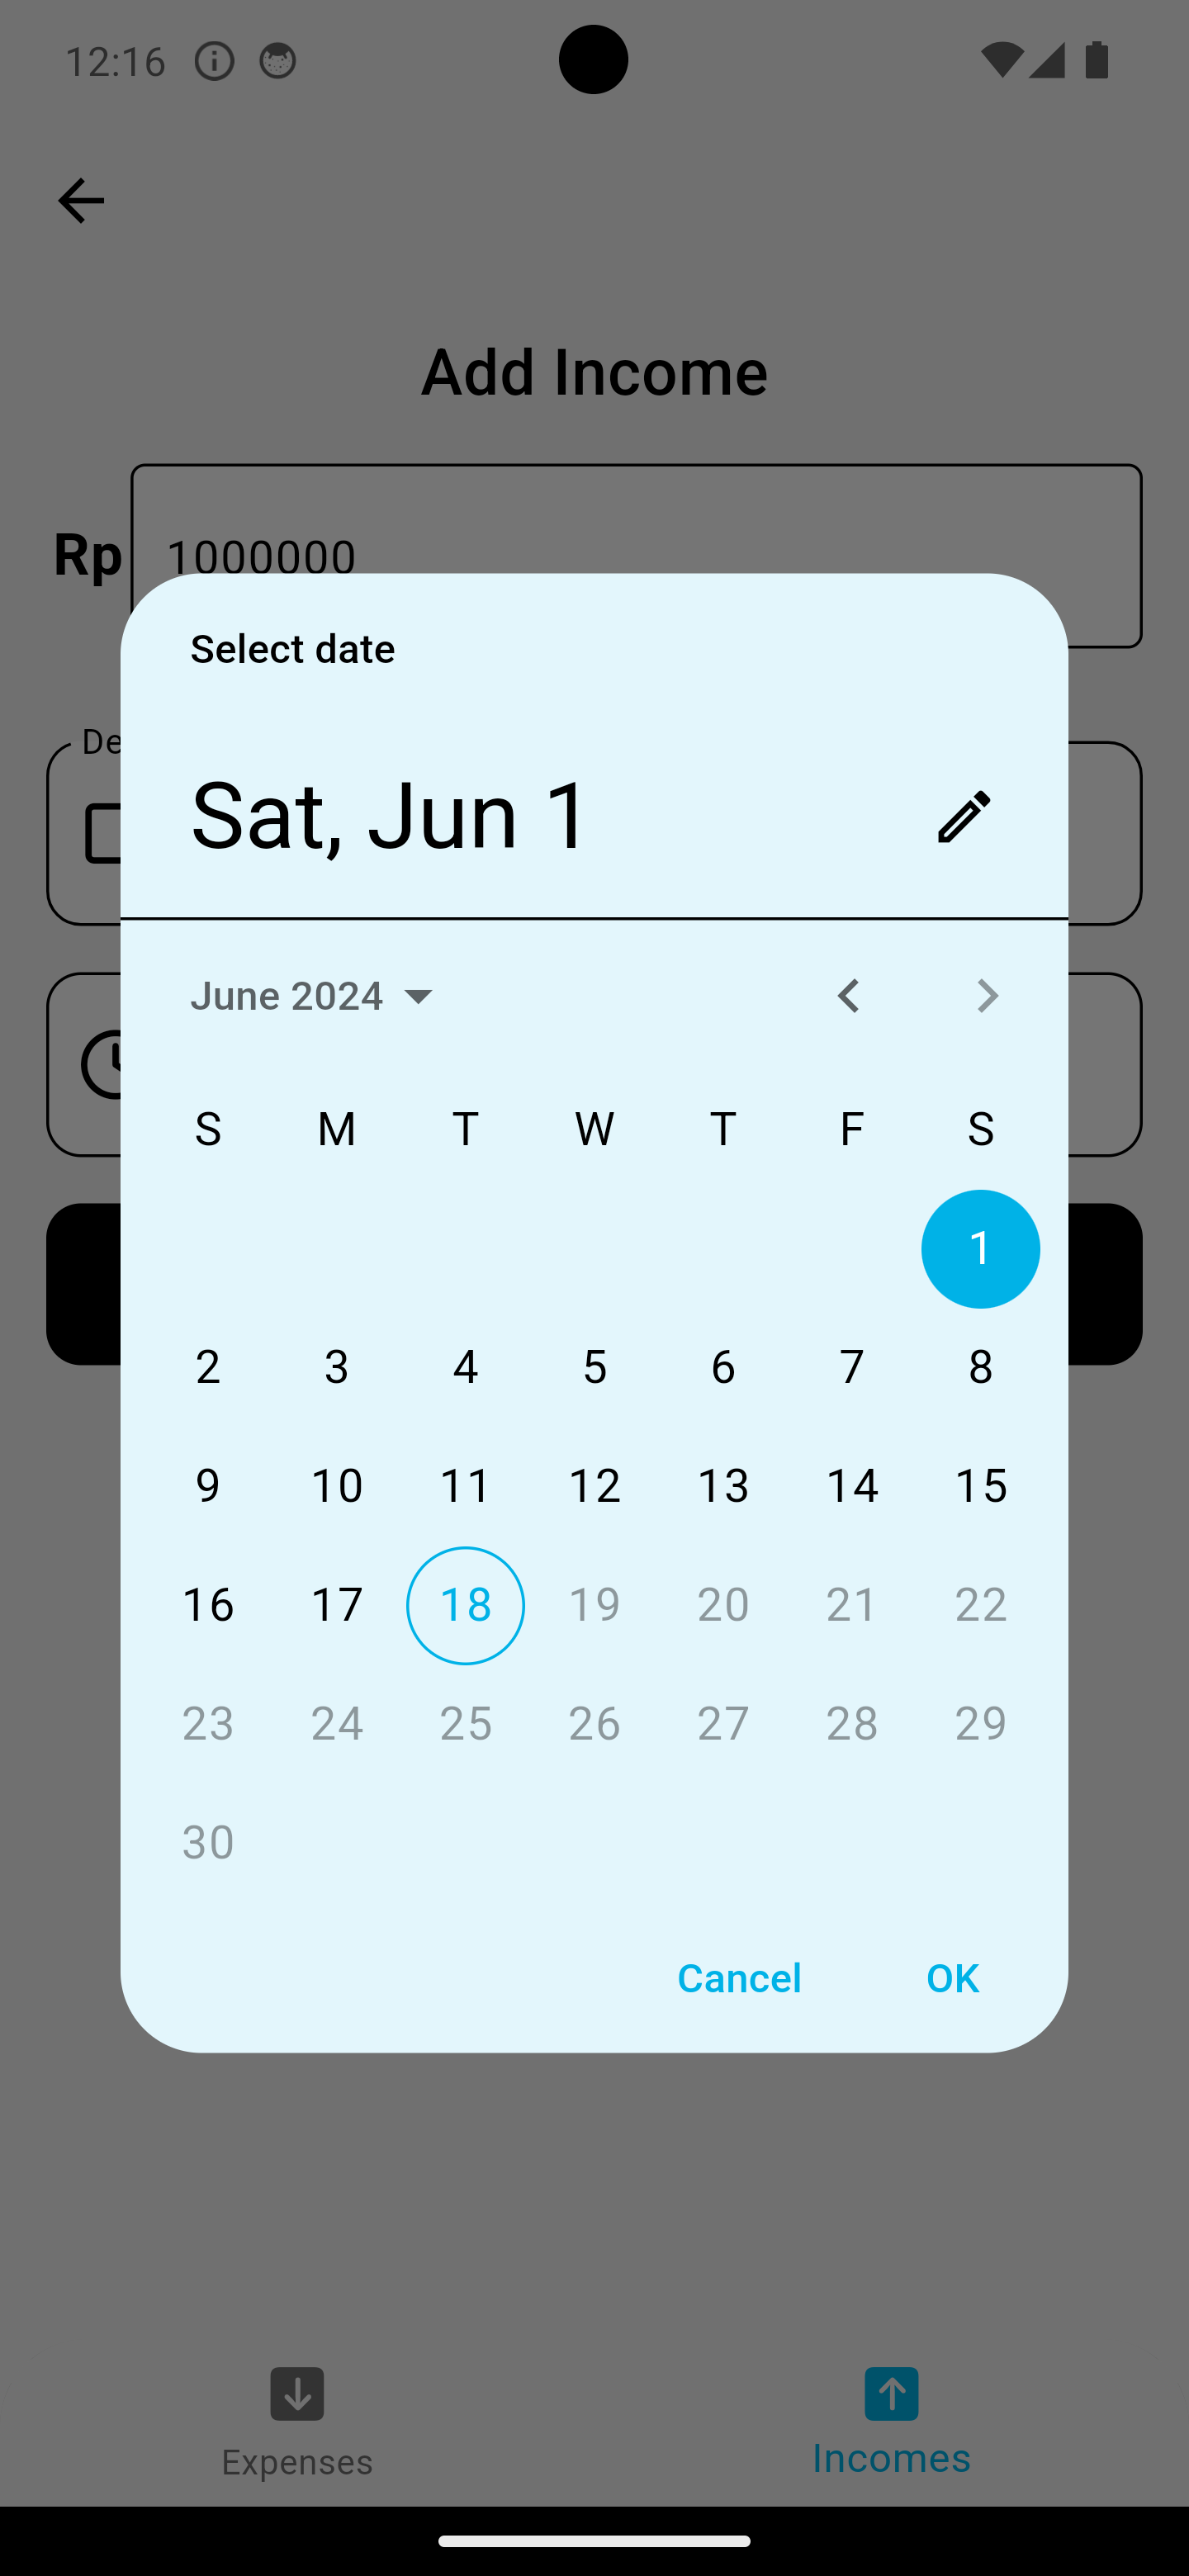 12:16
Add Income
Rp 1000000
Select date
De
Sat, Jun 1
June 2024
S M T W T F S
1
2 3 4 5 6 7 8
9 10 11 12 13 14 15
16 17 18 19 20 21 22
23 24 25 26 27 28 29
30
Cancel OK
Expenses Incomes